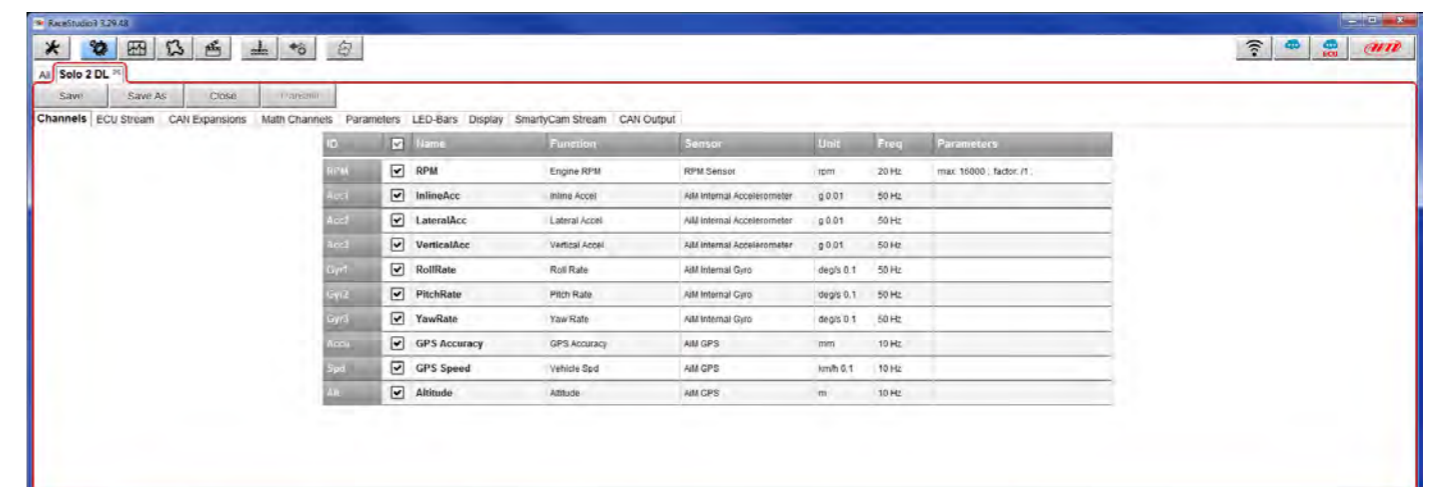 RaceStudio3 3.29.48
ECU
All Solo 2 DL
Save Save As Close Transmit
Channels ECU Stream CAN Expansions Math Channels Parameters LED-Bars Display SmartyCam Stream CAN Output
ID Name Function Sensor Unit Freq Parameters
RPM RPM Engine RPM RPM Sensor rpm 20 Hz max: 16000 ; factor: /1 ;
Acc1 InlineAcc Inline Accel AiM Internal Accelerometer g 0.01 50 Hz
Acc2 LateralAcc Lateral Accel AiM Internal Accelerometer g 0.01 50 Hz
Acc3 VerticalAcc Vertical Accel AiM Internal Accelerometer g 0.01 50 Hz
Gyr1 RollRate Roll Rate AiM Internal Gyro deg/s 0.1 50 Hz
Gyr2 PitchRate Pitch Rate AiM Internal Gyro deg/s 0.1 50 Hz
Gyr3 YawRate Yaw Rate AiM Internal Gyro deg/s 0.1 50 Hz
Accu GPS Accuracy GPS Accuracy AiM GPS mm 10 Hz
Spd GPS Speed Vehicle Spd AiM GPS km/h 0.1 10 Hz
Alt Altitude Altitude AiM GPS m 10 Hz